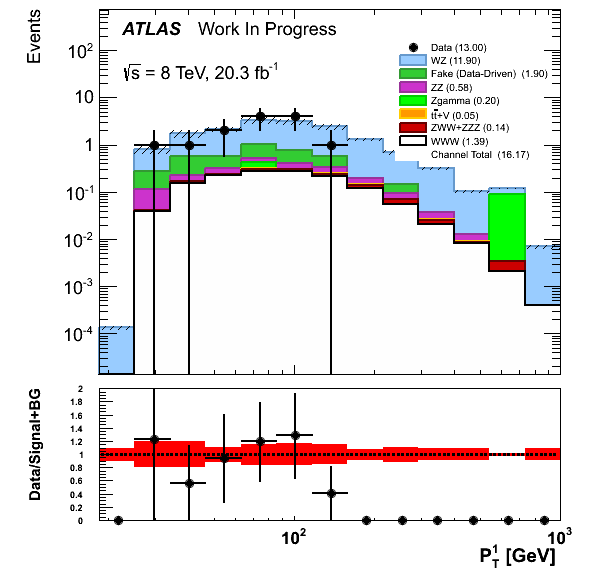 Events
ATLAS Work In Progress
√s = 8 TeV, 20.3 fb⁻¹
Data (13.00)
WZ (11.90)
Fake (Data-Driven) (1.90)
ZZ (0.58)
Zgamma (0.20)
tt̄+V (0.05)
ZWW+ZZZ (0.14)
WWW (1.39)
Channel Total (16.17)
10²
10
1
10⁻¹
10⁻²
10⁻³
10⁻⁴
Data/Signal+BG
2
1.8
1.6
1.4
1.2
1
0.8
0.6
0.4
0.2
0
10² 10³
P_T^1 [GeV]